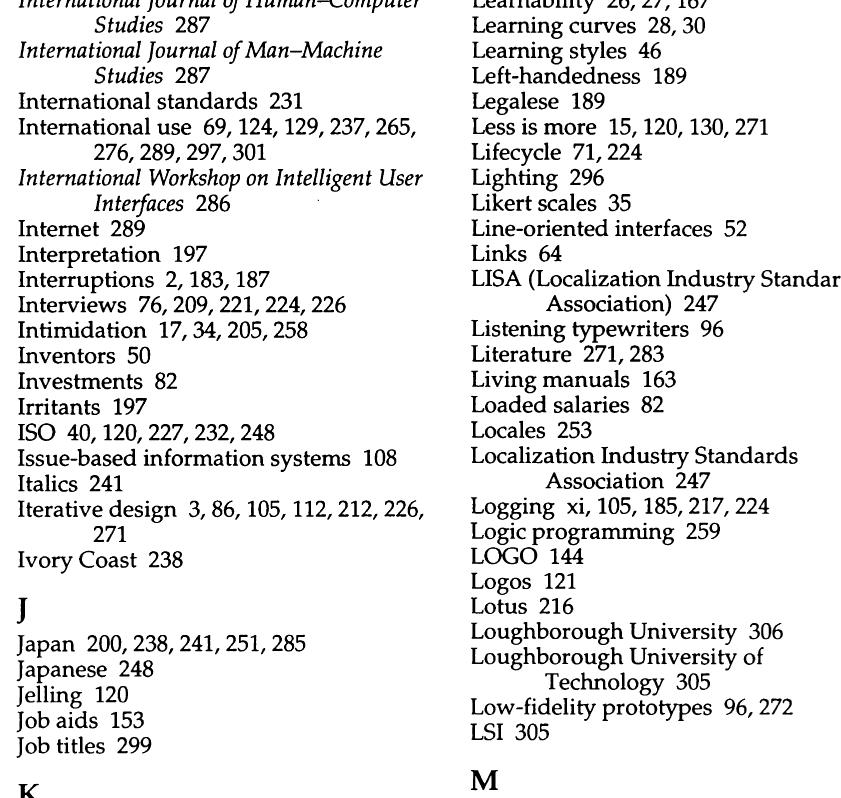 International Journal of Human–Computer
Studies 287
International Journal of Man–Machine
Studies 287
International standards 231
International use 69, 124, 129, 237, 265,
276, 289, 297, 301
International Workshop on Intelligent User
Interfaces 286
Internet 289
Interpretation 197
Interruptions 2, 183, 187
Interviews 76, 209, 221, 224, 226
Intimidation 17, 34, 205, 258
Inventors 50
Investments 82
Irritants 197
ISO 40, 120, 227, 232, 248
Issue-based information systems 108
Italics 241
Iterative design 3, 86, 105, 112, 212, 226,
271
Ivory Coast 238
J
Japan 200, 238, 241, 251, 285
Japanese 248
Jelling 120
Job aids 153
Job titles 299
K
Learnability 26, 27, 167
Learning curves 28, 30
Learning styles 46
Left-handedness 189
Legalese 189
Less is more 15, 120, 130, 271
Lifecycle 71, 224
Lighting 296
Likert scales 35
Line-oriented interfaces 52
Links 64
LISA (Localization Industry Standar
Association) 247
Listening typewriters 96
Literature 271, 283
Living manuals 163
Loaded salaries 82
Locales 253
Localization Industry Standards
Association 247
Logging xi, 105, 185, 217, 224
Logic programming 259
LOGO 144
Logos 121
Lotus 216
Loughborough University 306
Loughborough University of
Technology 305
Low-fidelity prototypes 96, 272
LSI 305
M